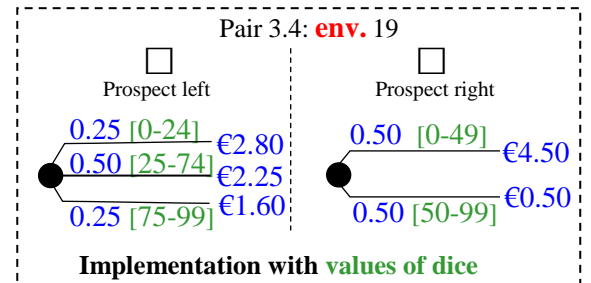 Pair 3.4: env. 19
Prospect left
Prospect right
0.25 [0-24]
€2.80
0.50 [25-74]
€2.25
0.25 [75-99]
€1.60
0.50 [0-49]
€4.50
0.50 [50-99]
€0.50
Implementation with values of dice